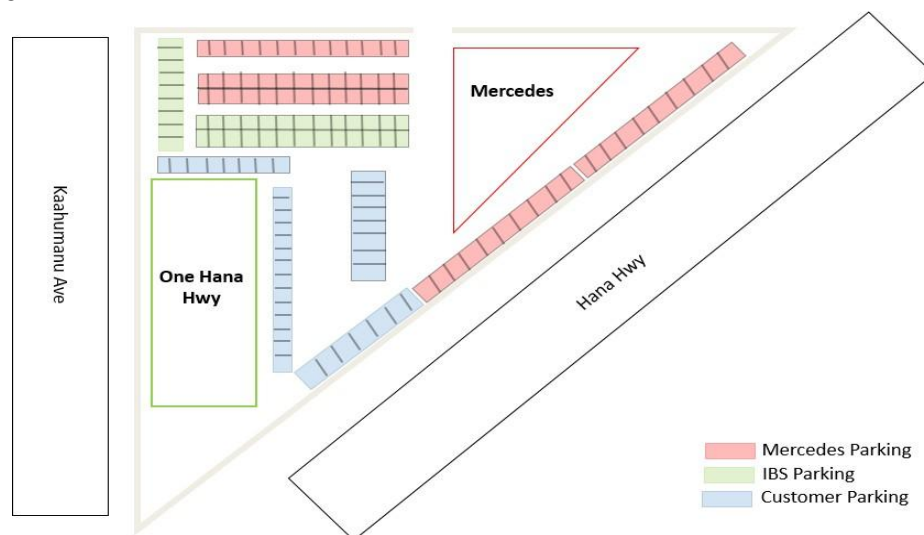 Mercedes
Kaahumanu Ave
One Hana
Hwy
Hana Hwy
Mercedes Parking
IBS Parking
Customer Parking